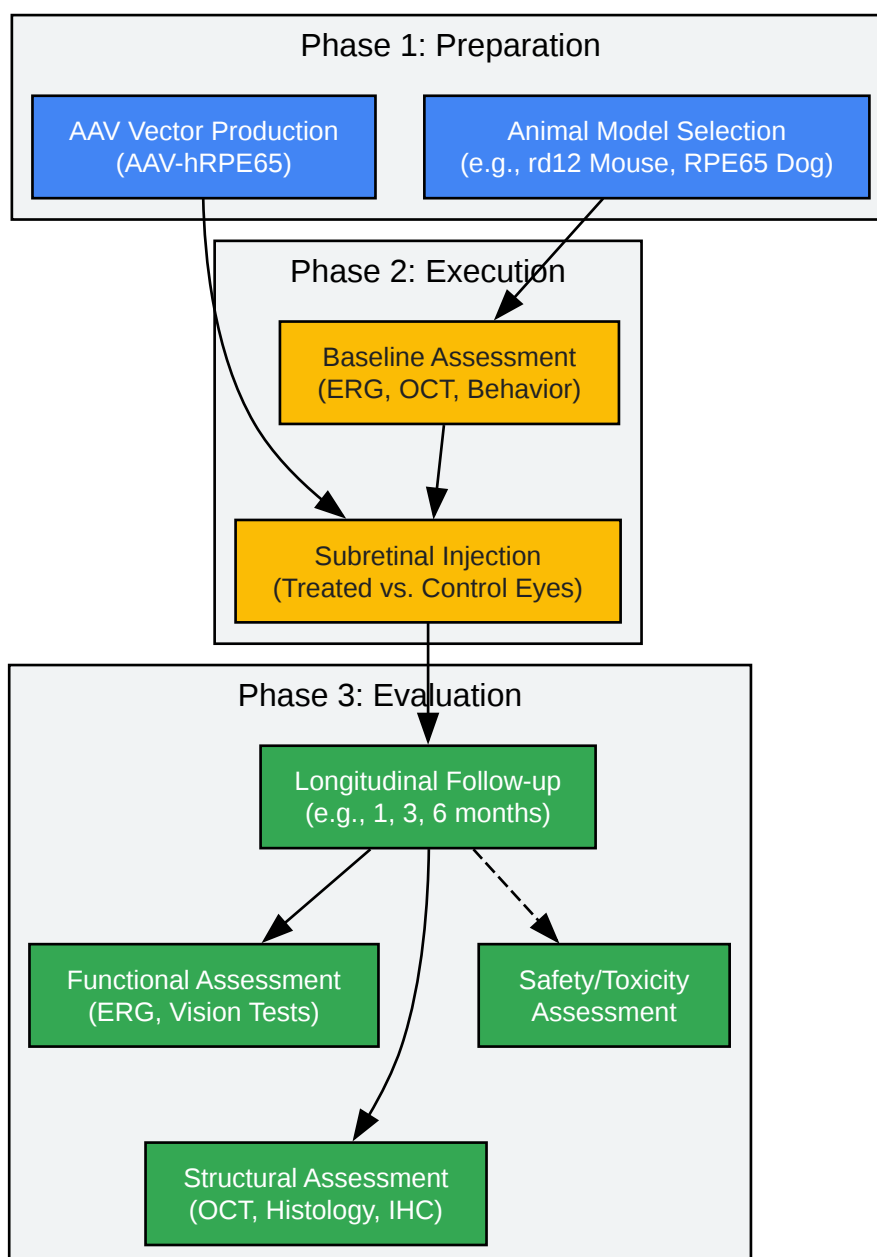 Phase 1: Preparation
AAV Vector Production
(AAV-hRPE65)
Animal Model Selection
(e.g., rd12 Mouse, RPE65 Dog)
Phase 2: Execution
Baseline Assessment
(ERG, OCT, Behavior)
Subretinal Injection
(Treated vs. Control Eyes)
Phase 3: Evaluation
Longitudinal Follow-up
(e.g., 1, 3, 6 months)
Functional Assessment
(ERG, Vision Tests)
Safety/Toxicity
Assessment
Structural Assessment
(OCT, Histology, IHC)